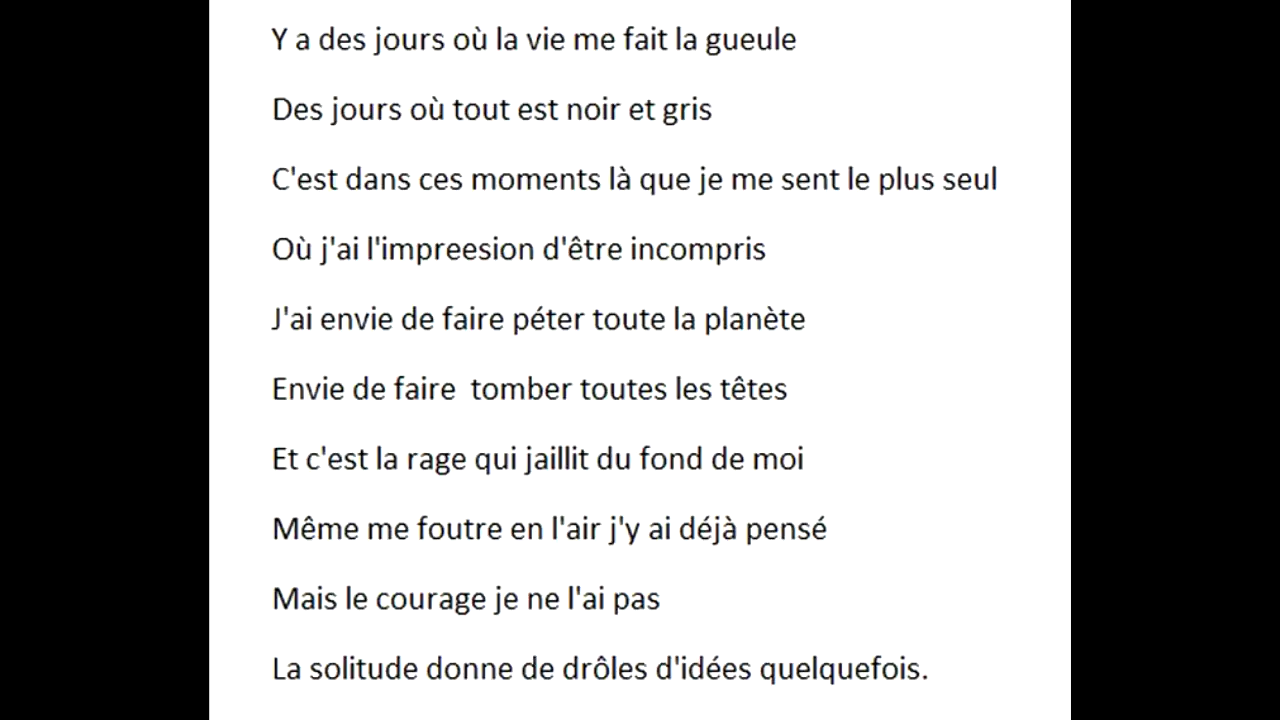 Y a des jours où la vie me fait la gueule
Des jours où tout est noir et gris
C'est dans ces moments là que je me sent le plus seul
Où j'ai l'impreesion d'être incompris
J'ai envie de faire péter toute la planète
Envie de faire  tomber toutes les têtes
Et c'est la rage qui jaillit du fond de moi
Même me foutre en l'air j'y ai déjà pensé
Mais le courage je ne l'ai pas
La solitude donne de drôles d'idées quelquefois.